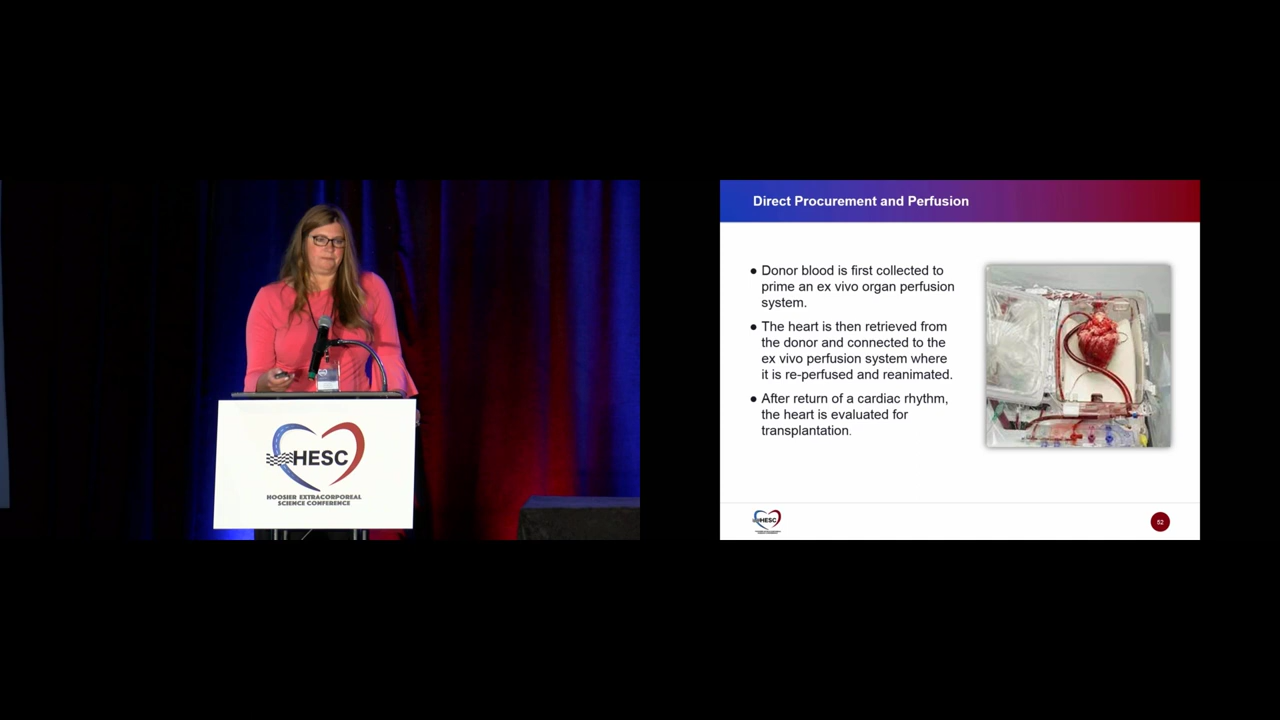 HESC
HOOSIER EXTRACORPOREAL
SCIENCE CONFERENCE
Direct Procurement and Perfusion
● Donor blood is first collected to
prime an ex vivo organ perfusion
system.
● The heart is then retrieved from
the donor and connected to the
ex vivo perfusion system where
it is re-perfused and reanimated.
● After return of a cardiac rhythm,
the heart is evaluated for
transplantation.
HESC
52